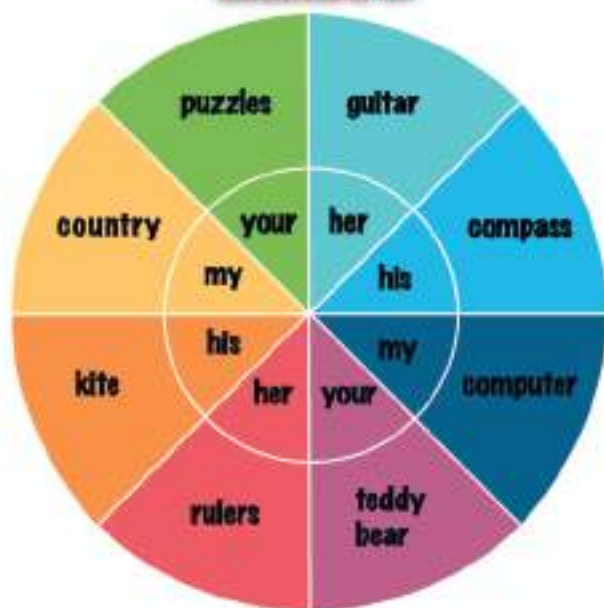 puzzles
guitar
country
your
her
compass
my
his
his
my
kite
her
your
computer
rulers
teddy
bear